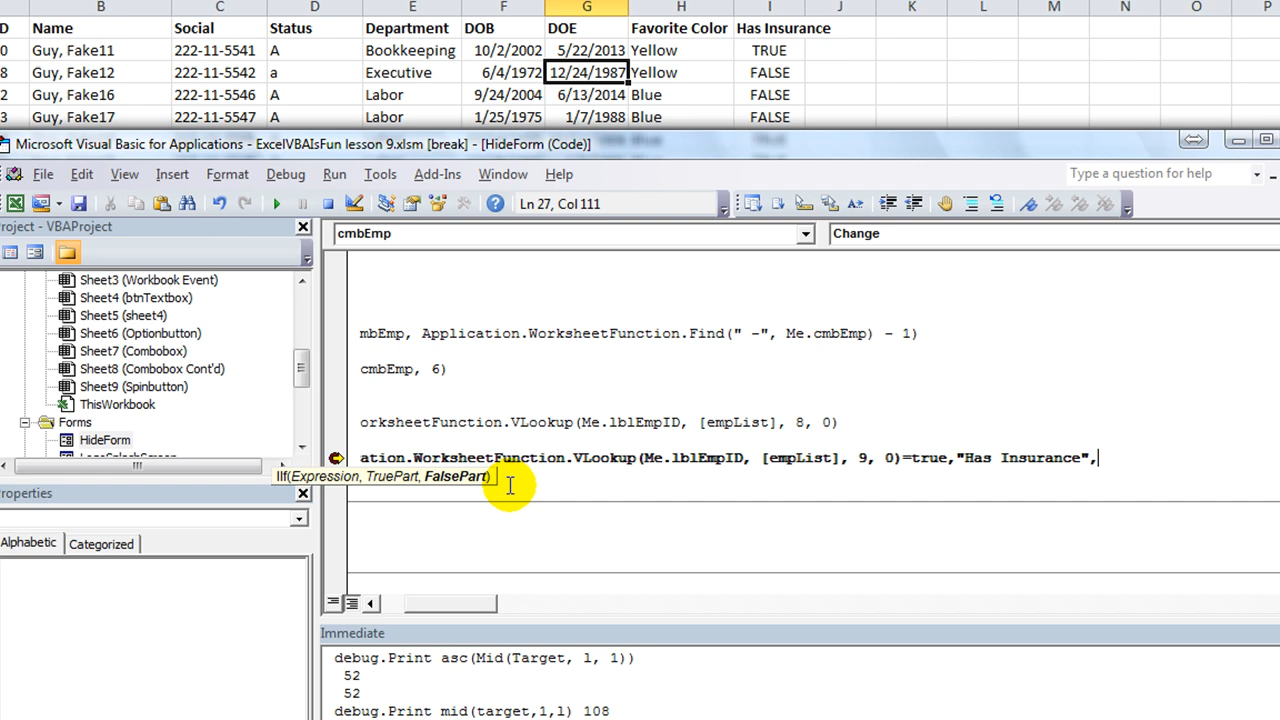 B C D E F G H I J K L M N O P
D Name Social Status Department DOB DOE Favorite Color Has Insurance
0 Guy, Fake11 222-11-5541 A Bookkeeping 10/2/2002 5/22/2013 Yellow TRUE
8 Guy, Fake12 222-11-5542 a Executive 6/4/1972 12/24/1987 Yellow FALSE
2 Guy, Fake16 222-11-5546 A Labor 9/24/2004 6/13/2014 Blue FALSE
3 Guy, Fake17 222-11-5547 A Labor 1/25/1975 1/7/1988 Blue FALSE
Microsoft Visual Basic for Applications - ExcelVBAIsFun lesson 9.xlsm [break] - [HideForm (Code)]
File Edit View Insert Format Debug Run Tools Add-Ins Window Help Type a question for help
Ln 27, Col 111
roject - VBAProject
cmbEmp Change
Sheet3 (Workbook Event)
Sheet4 (btnTextbox)
Sheet5 (sheet4)
Sheet6 (Optionbutton)
Sheet7 (Combobox)
Sheet8 (Combobox Cont'd)
Sheet9 (Spinbutton)
ThisWorkbook
Forms
HideForm
mbEmp, Application.WorksheetFunction.Find(" -", Me.cmbEmp) - 1)
cmbEmp, 6)
orksheetFunction.VLookup(Me.lblEmpID, [empList], 8, 0)
ation.WorksheetFunction.VLookup(Me.lblEmpID, [empList], 9, 0)=true,"Has Insurance",
IIf(Expression, TruePart, FalsePart)
Properties
Alphabetic Categorized
Immediate
debug.Print asc(Mid(Target, l, 1))
52
52
debug.Print mid(target,1,l) 108